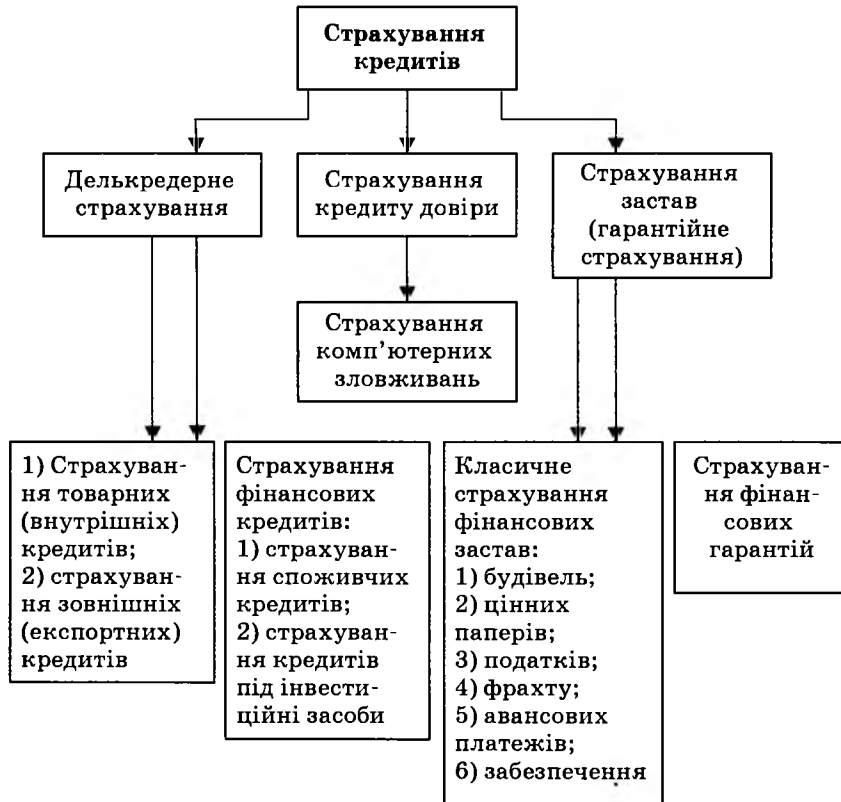 Страхування
кредитів
Делькредерне
страхування
Страхування
кредиту довіри
Страхування
застав
(гарантійне
страхування)
Страхування
комп’ютерних
зловживань
1) Страхуван-
ня товарних
(внутрішніх)
кредитів;
2) страхуван-
ня зовнішніх
(експортних)
кредитів
Страхування
фінансових
кредитів:
1) страхуван-
ня споживчих
кредитів;
2) страхуван-
ня кредитів
під інвести-
ційні засоби
Класичне
страхування
фінансових
застав:
1) будівель;
2) цінних
паперів;
3) податків;
4) фрахту;
5) авансових
платежів;
6) забезпечення
Страхуван-
ня фінан-
сових
гарантій